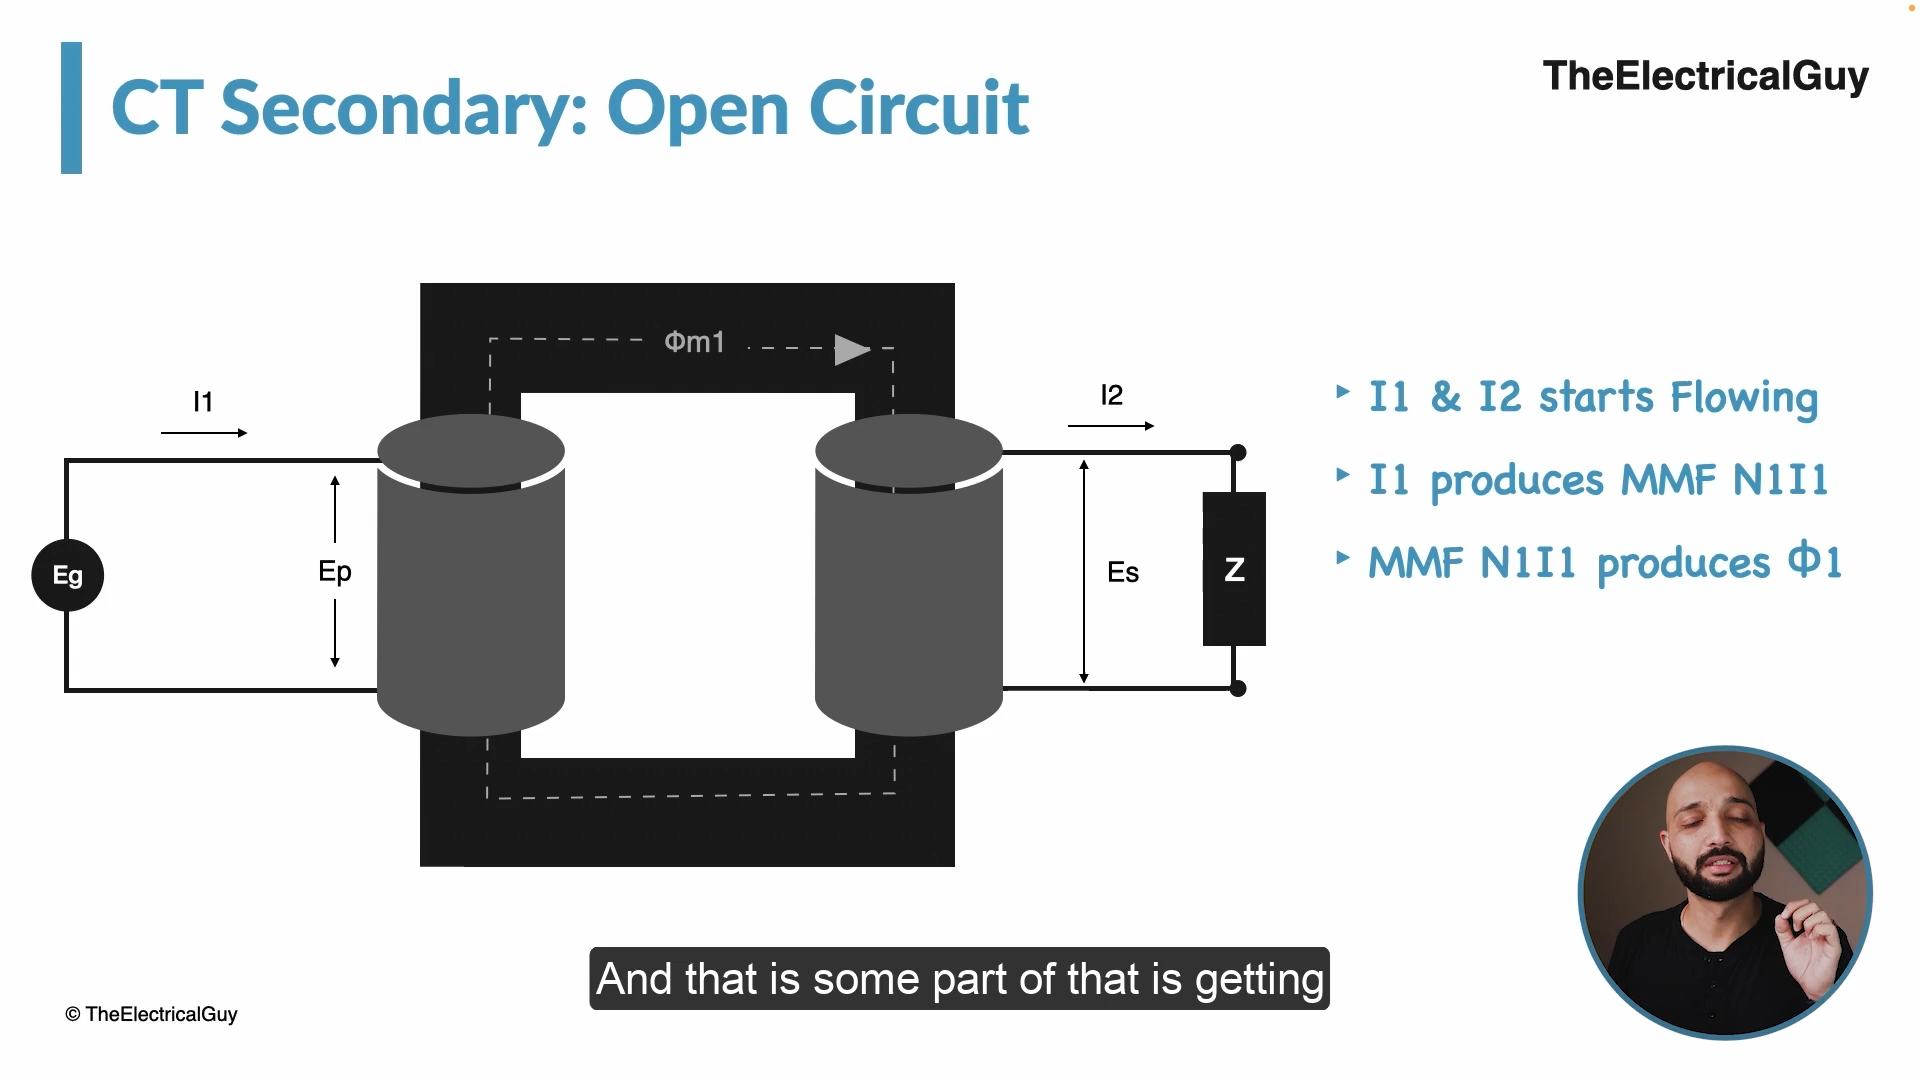 CT Secondary: Open Circuit
TheElectricalGuy
Φm1
I1
I2
Ep
Es
Eg
Z
I1 & I2 starts Flowing
I1 produces MMF N1I1
MMF N1I1 produces Φ1
And that is some part of that is getting
© TheElectricalGuy